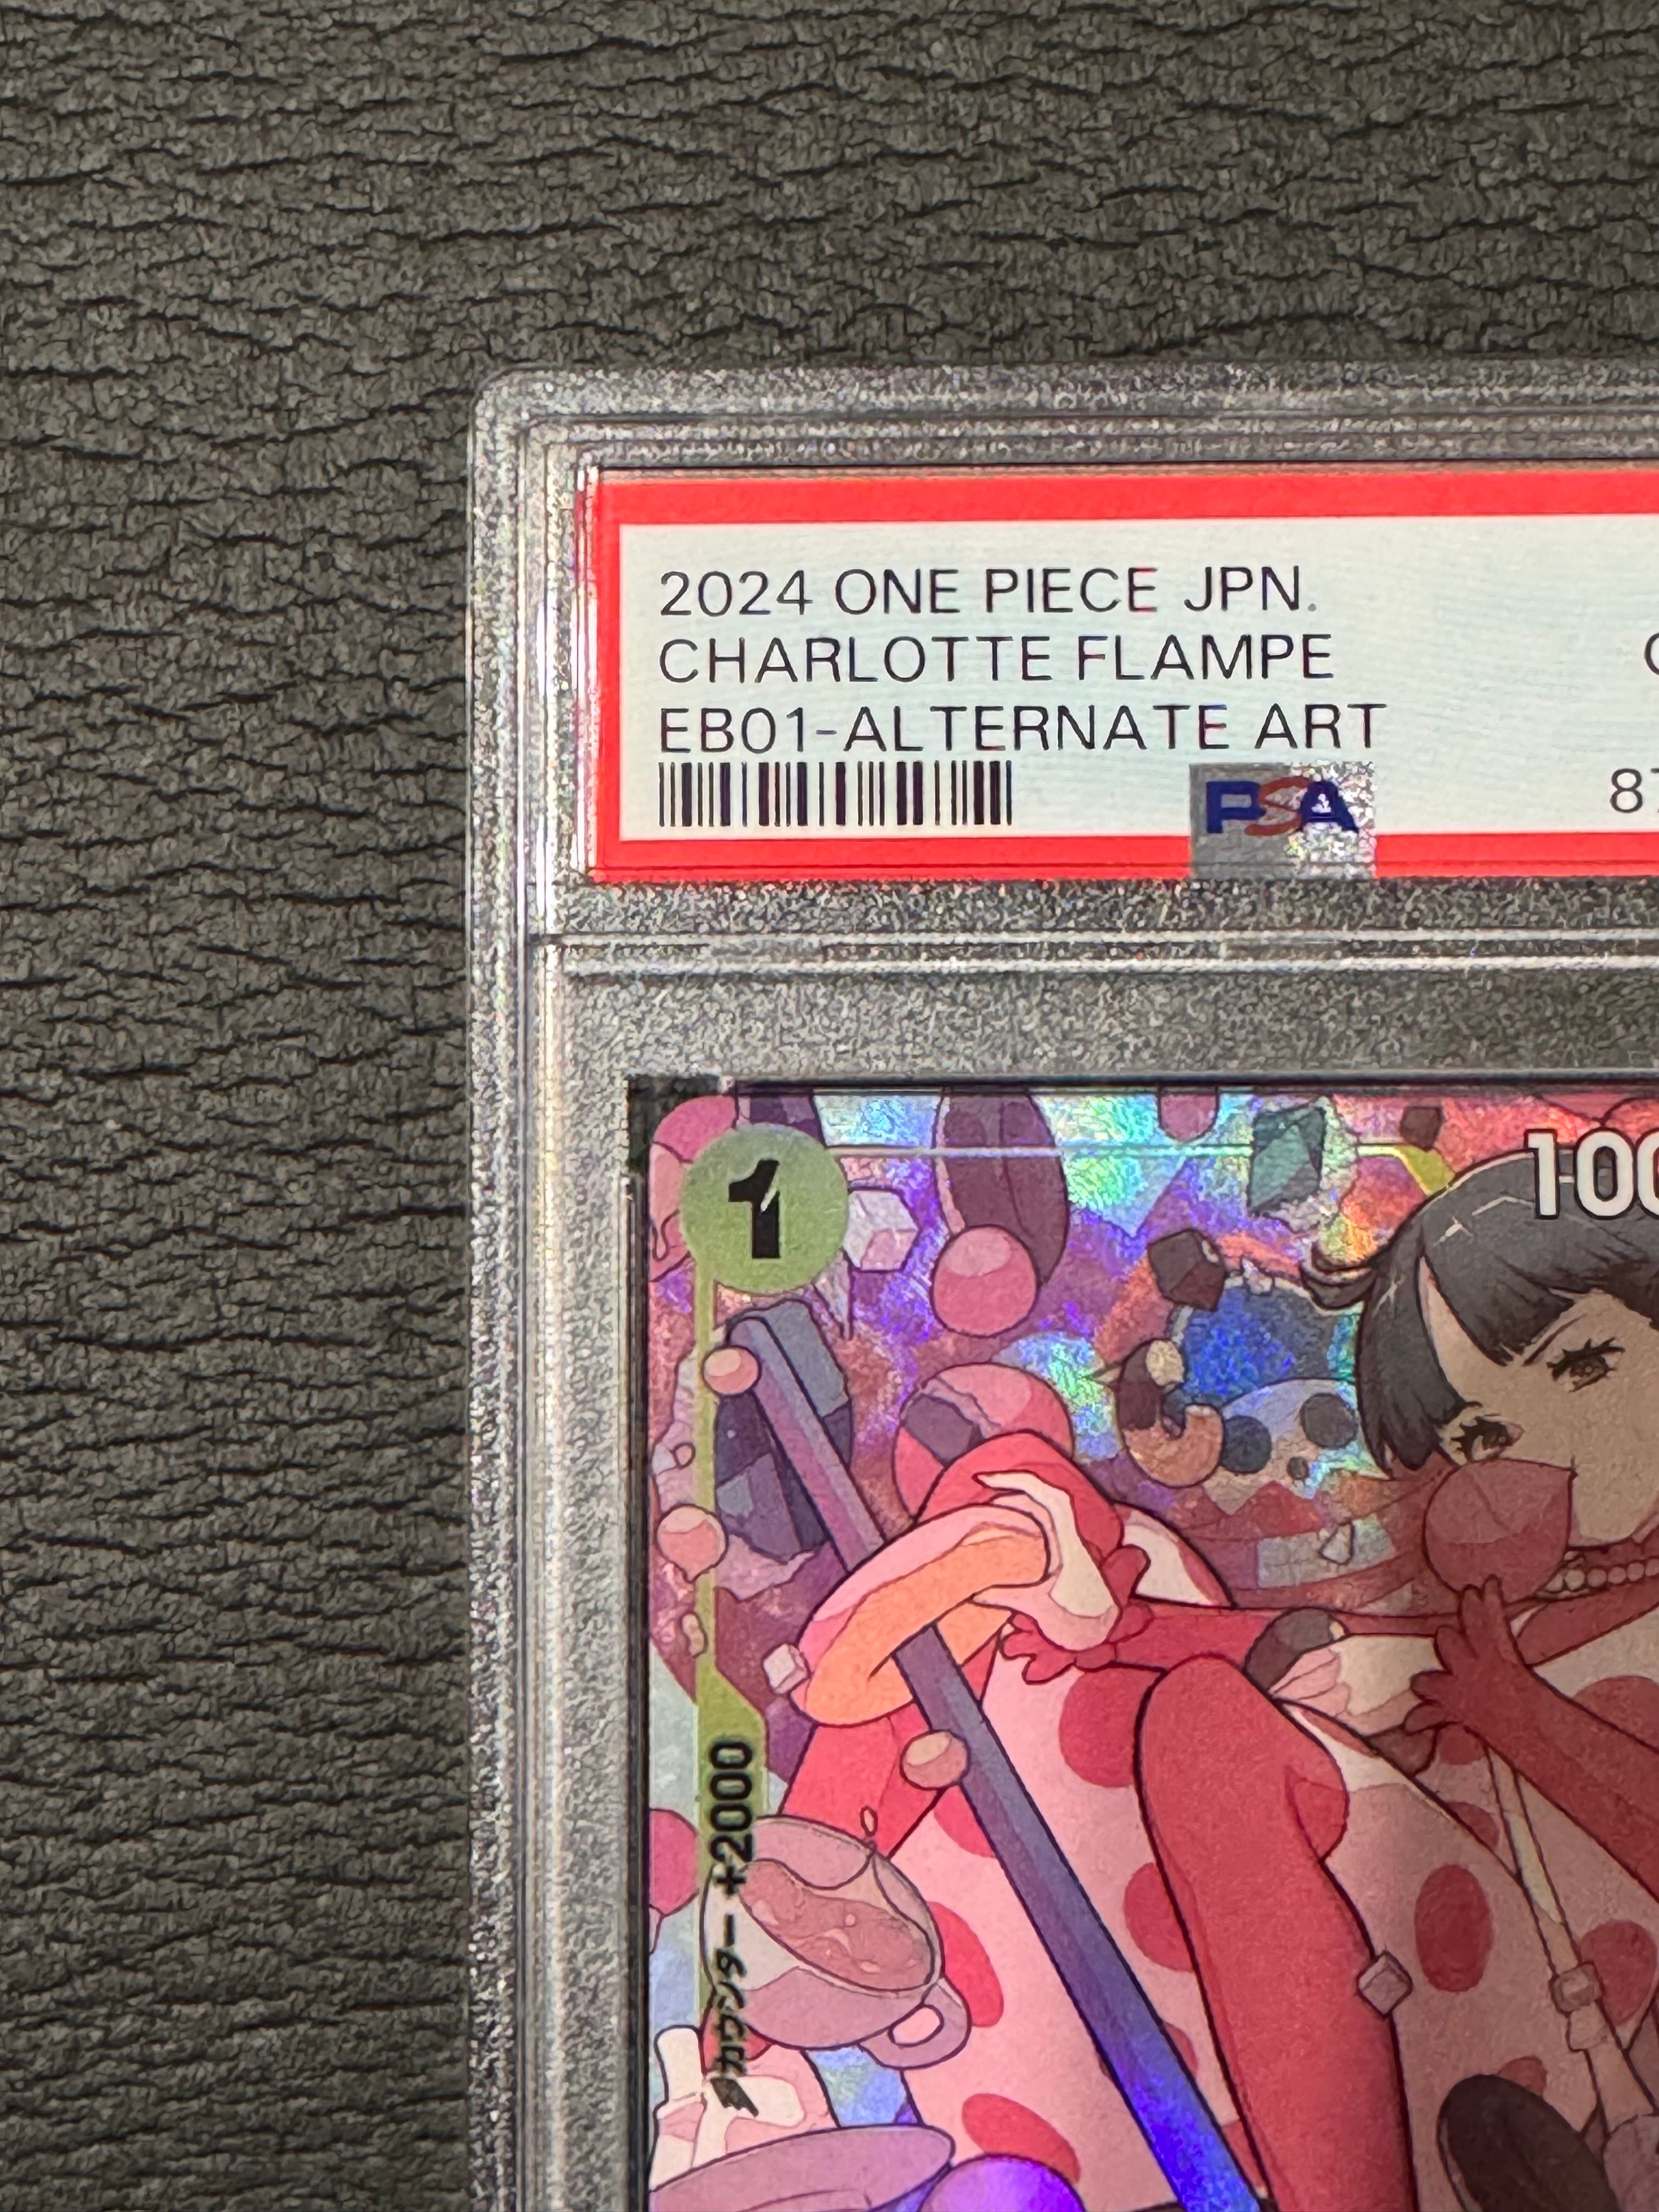 2024 ONE PIECE JPN.
CHARLOTTE FLAMPE
EB01-ALTERNATE ART
PSA
1
カウンター +2000